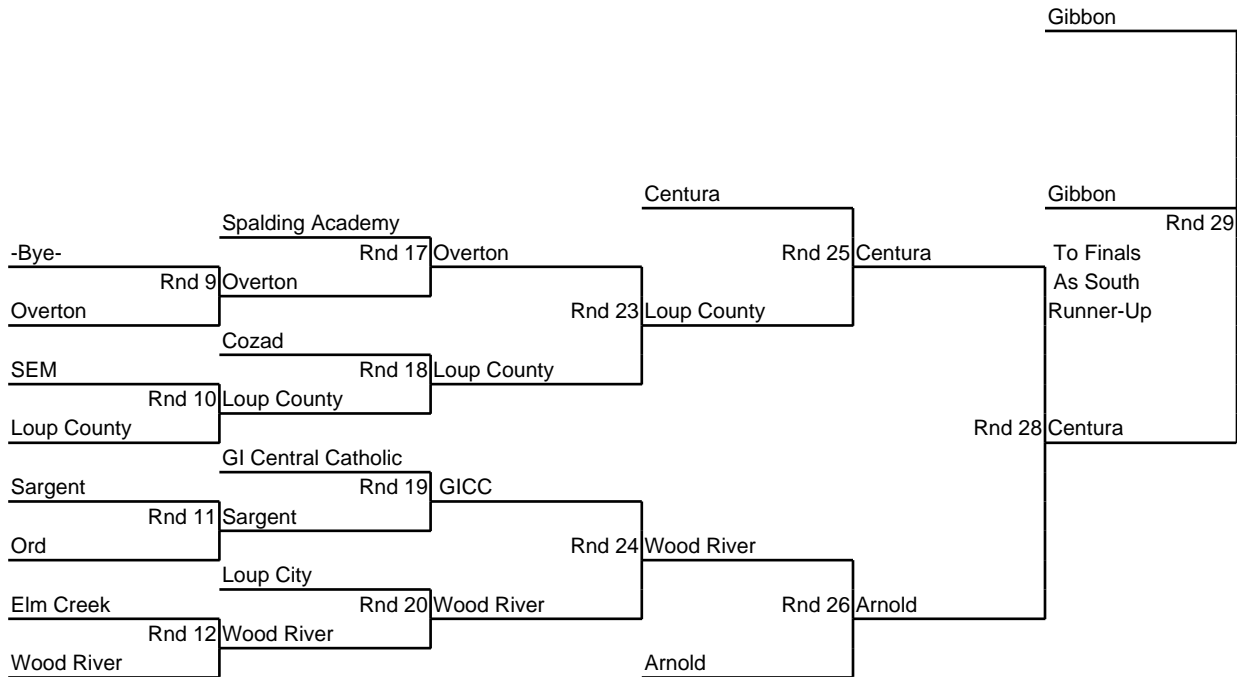 Gibbon
Centura Gibbon
Spalding Academy Rnd 29
-Bye- Rnd 17 Overton Rnd 25 Centura To Finals
Rnd 9 Overton As South
Overton Rnd 23 Loup County Runner-Up
Cozad
SEM Rnd 18 Loup County
Rnd 10 Loup County
Loup County Rnd 28 Centura
GI Central Catholic
Sargent Rnd 19 GICC
Rnd 11 Sargent
Ord Rnd 24 Wood River
Loup City
Elm Creek Rnd 20 Wood River Rnd 26 Arnold
Rnd 12 Wood River
Wood River Arnold